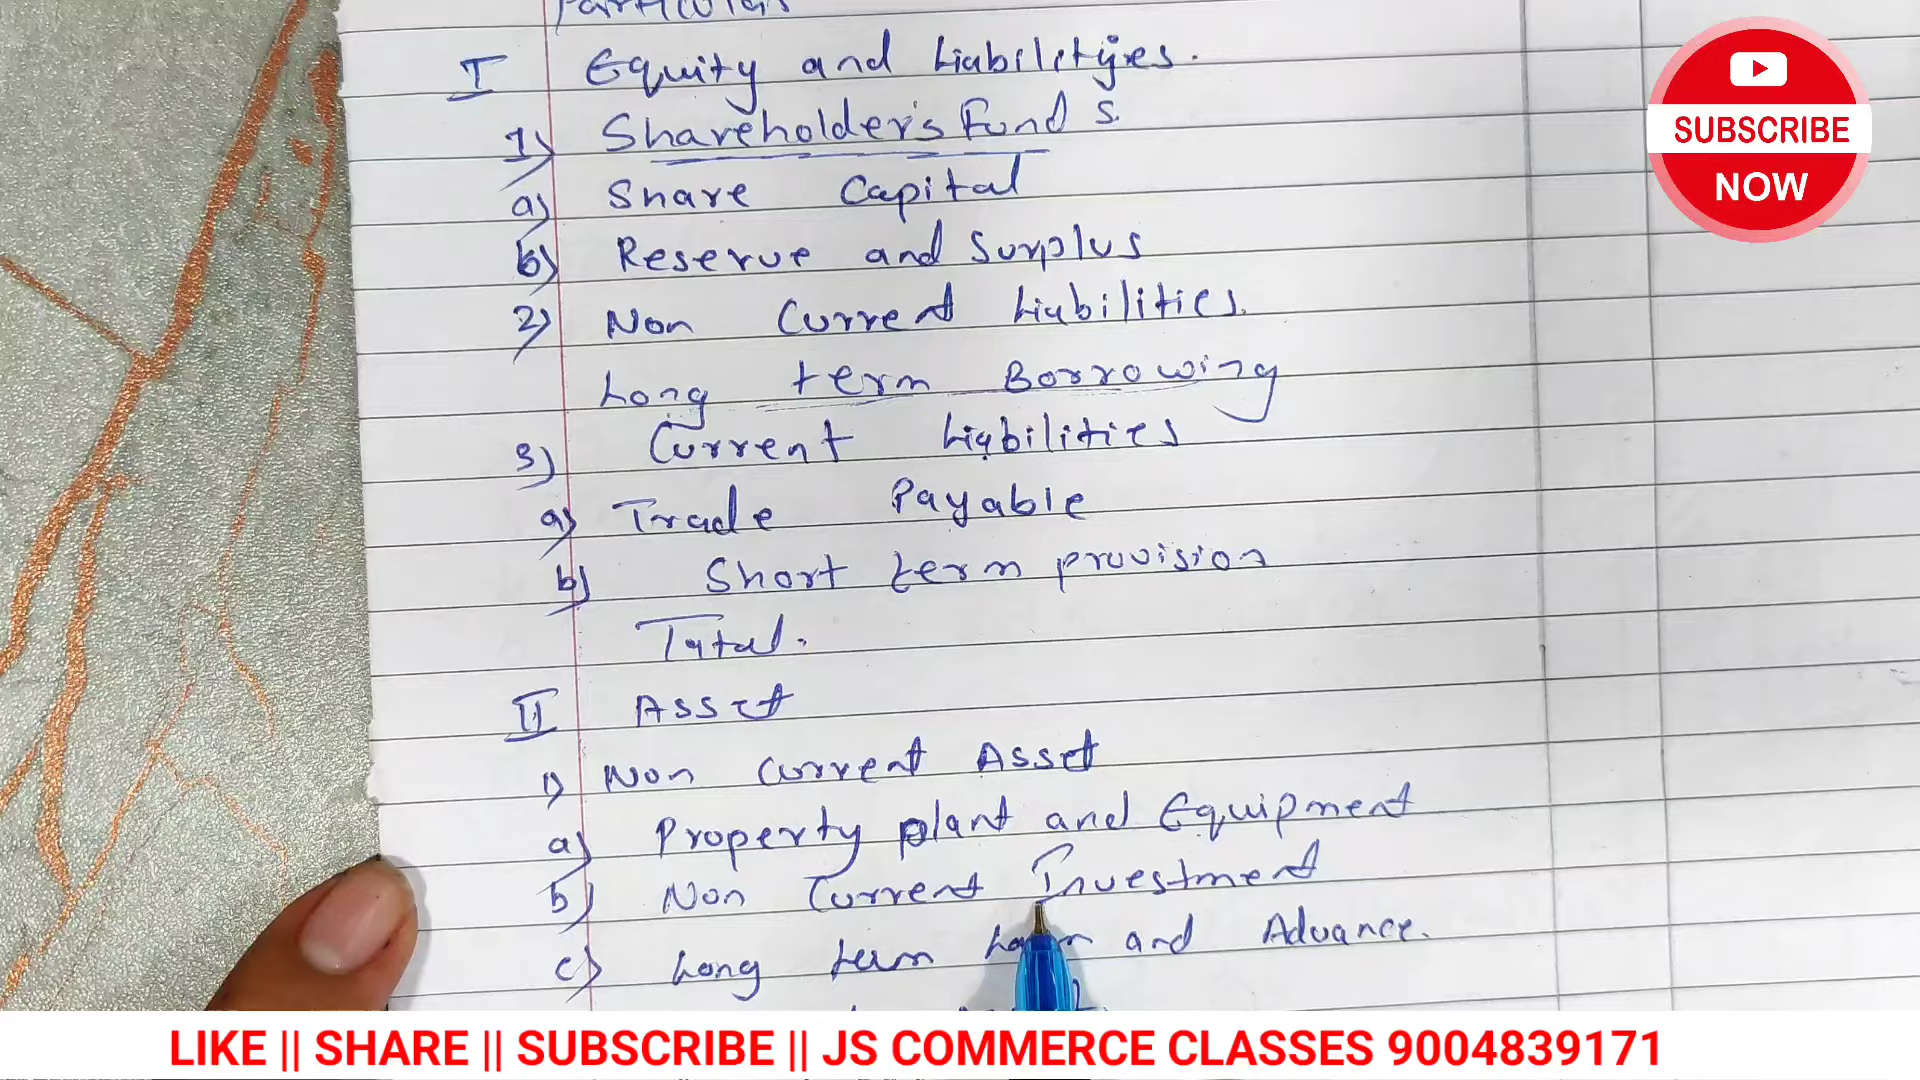 Particular
I Equity and Liabilityies.
1) Shareholder's Funds.
a) Share Capital
b) Reserve and Surplus
2) Non Current Liabilities.
Long term Borrowing
3) Current Liabilities
a) Trade Payable
b) Short term provision
Total.
II Asset
1) Non Current Asset
a) Property plant and Equipment
b) Non Current Investment
c) Long term and Advance.
SUBSCRIBE
NOW
LIKE || SHARE || SUBSCRIBE || JS COMMERCE CLASSES 9004839171